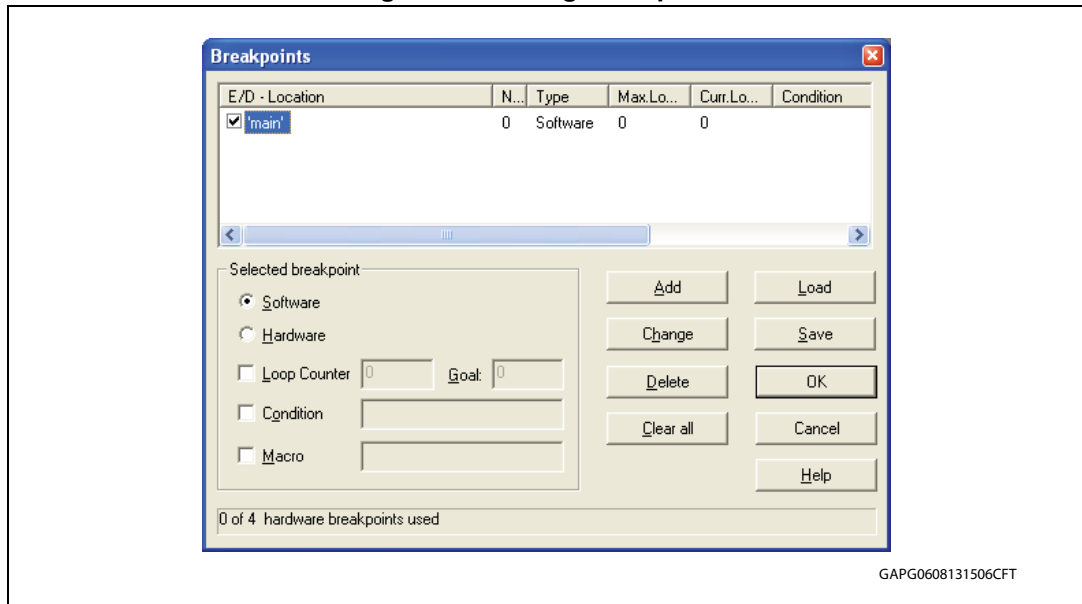 Breakpoints
E/D - Location N... Type Max.Lo... Curr.Lo... Condition
'main' 0 Software 0 0
Selected breakpoint
Software
Hardware
Loop Counter 0 Goal: 0
Condition
Macro
Add Load
Change Save
Delete OK
Clear all Cancel
Help
0 of 4 hardware breakpoints used
GAPG0608131506CFT